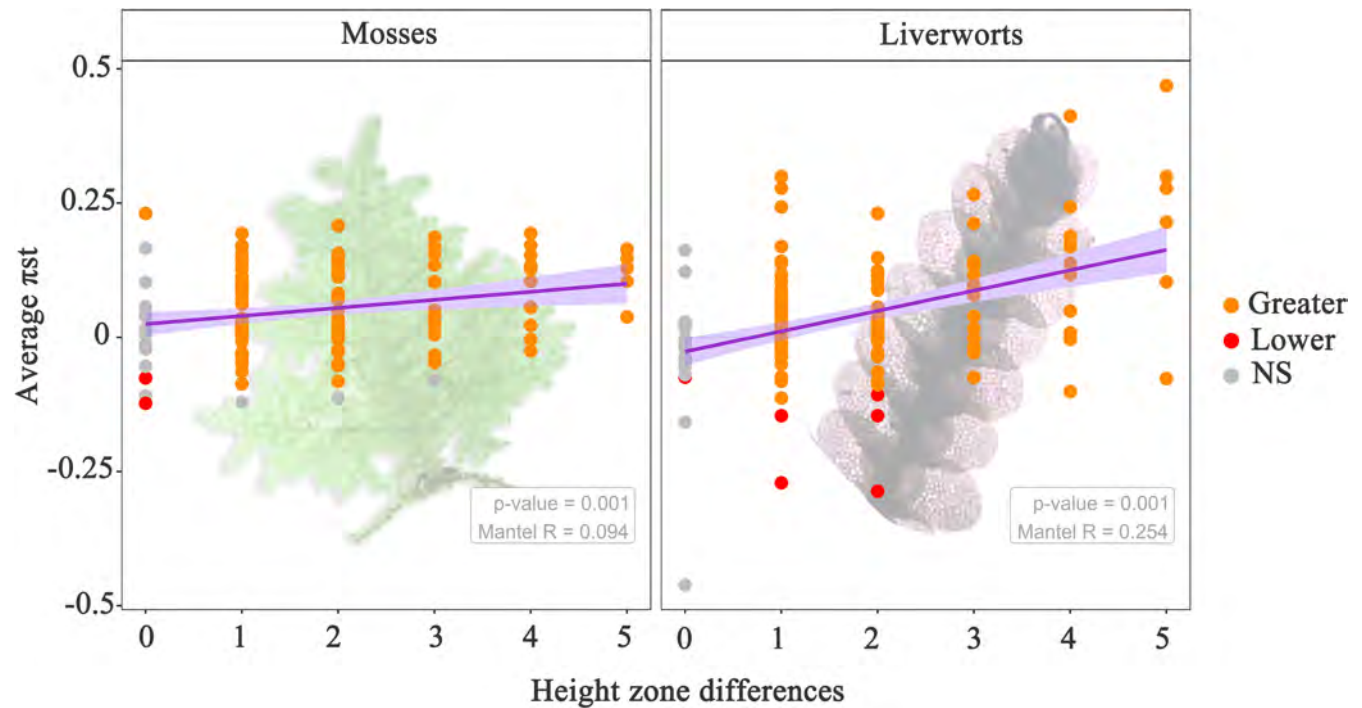 Mosses
Liverworts
0.5
0.25
0
-0.25
-0.5
Average πst
p-value = 0.001
Mantel R = 0.094
p-value = 0.001
Mantel R = 0.254
Greater
Lower
NS
0 1 2 3 4 5
0 1 2 3 4 5
Height zone differences